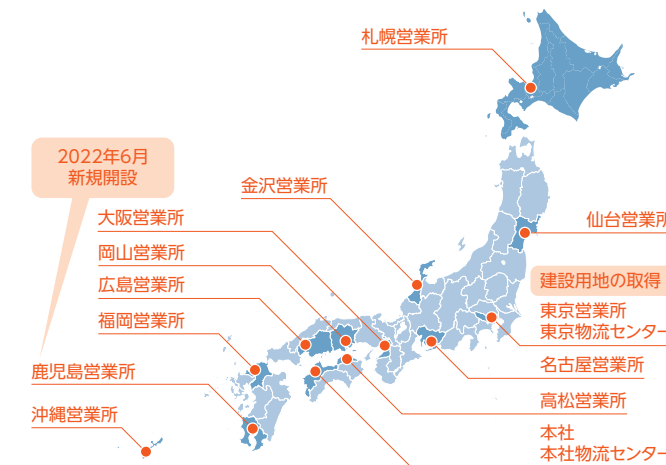 札幌営業所
2022年6月
新規開設
金沢営業所
大阪営業所
仙台営業所
岡山営業所
広島営業所
建設用地の取得
東京営業所
東京物流センター
福岡営業所
名古屋営業所
鹿児島営業所
高松営業所
沖縄営業所
本社
本社物流センター